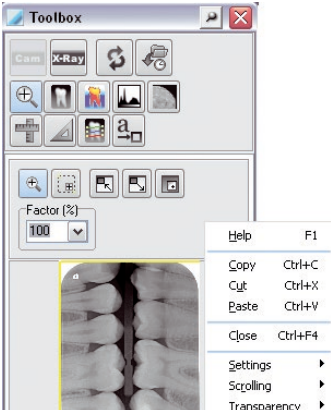 Toolbox
Cam X-Ray
a
Factor (%)
100
Help F1
Copy Ctrl+C
Cut Ctrl+X
Paste Ctrl+V
Close Ctrl+F4
Settings
Scrolling
Transparency